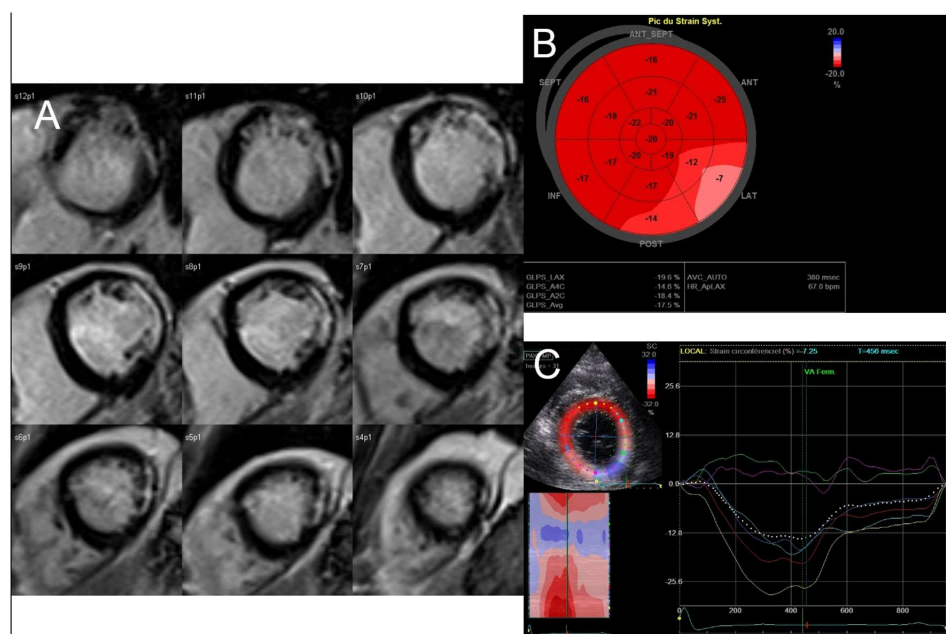 A
s12p1
s11p1
s10p1
s9p1
s8p1
s7p1
s6p1
s5p1
s4p1
B
Pic du Strain Syst.
ANT_SEPT
SEPT
ANT
INF
LAT
POST
-16
-16
-21
-25
-18
-22
-21
-26
-20
-19
-12
-17
-17
-17
-7
-14
20.0
-20.0
%
GLPS_LAX -19.6 % AVC_AUTO 380 msec
GLPS_A4C -14.6 % HR_ApLAX 67.0 bpm
GLPS_A2C -18.4 %
GLPS_Avg -17.5 %
C
SC
32.0
-32.0
%
LOCAL: Strain circonférenciel (%) =-7.25 T=456 msec
VA Ferm.
25.6
12.8
0.0
-12.8
-25.6
0
200
400
600
800